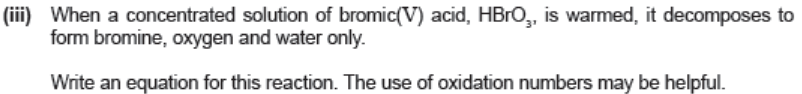 (iii) When a concentrated solution of bromic(V) acid, HBrO₃, is warmed, it decomposes to
form bromine, oxygen and water only.
Write an equation for this reaction. The use of oxidation numbers may be helpful.